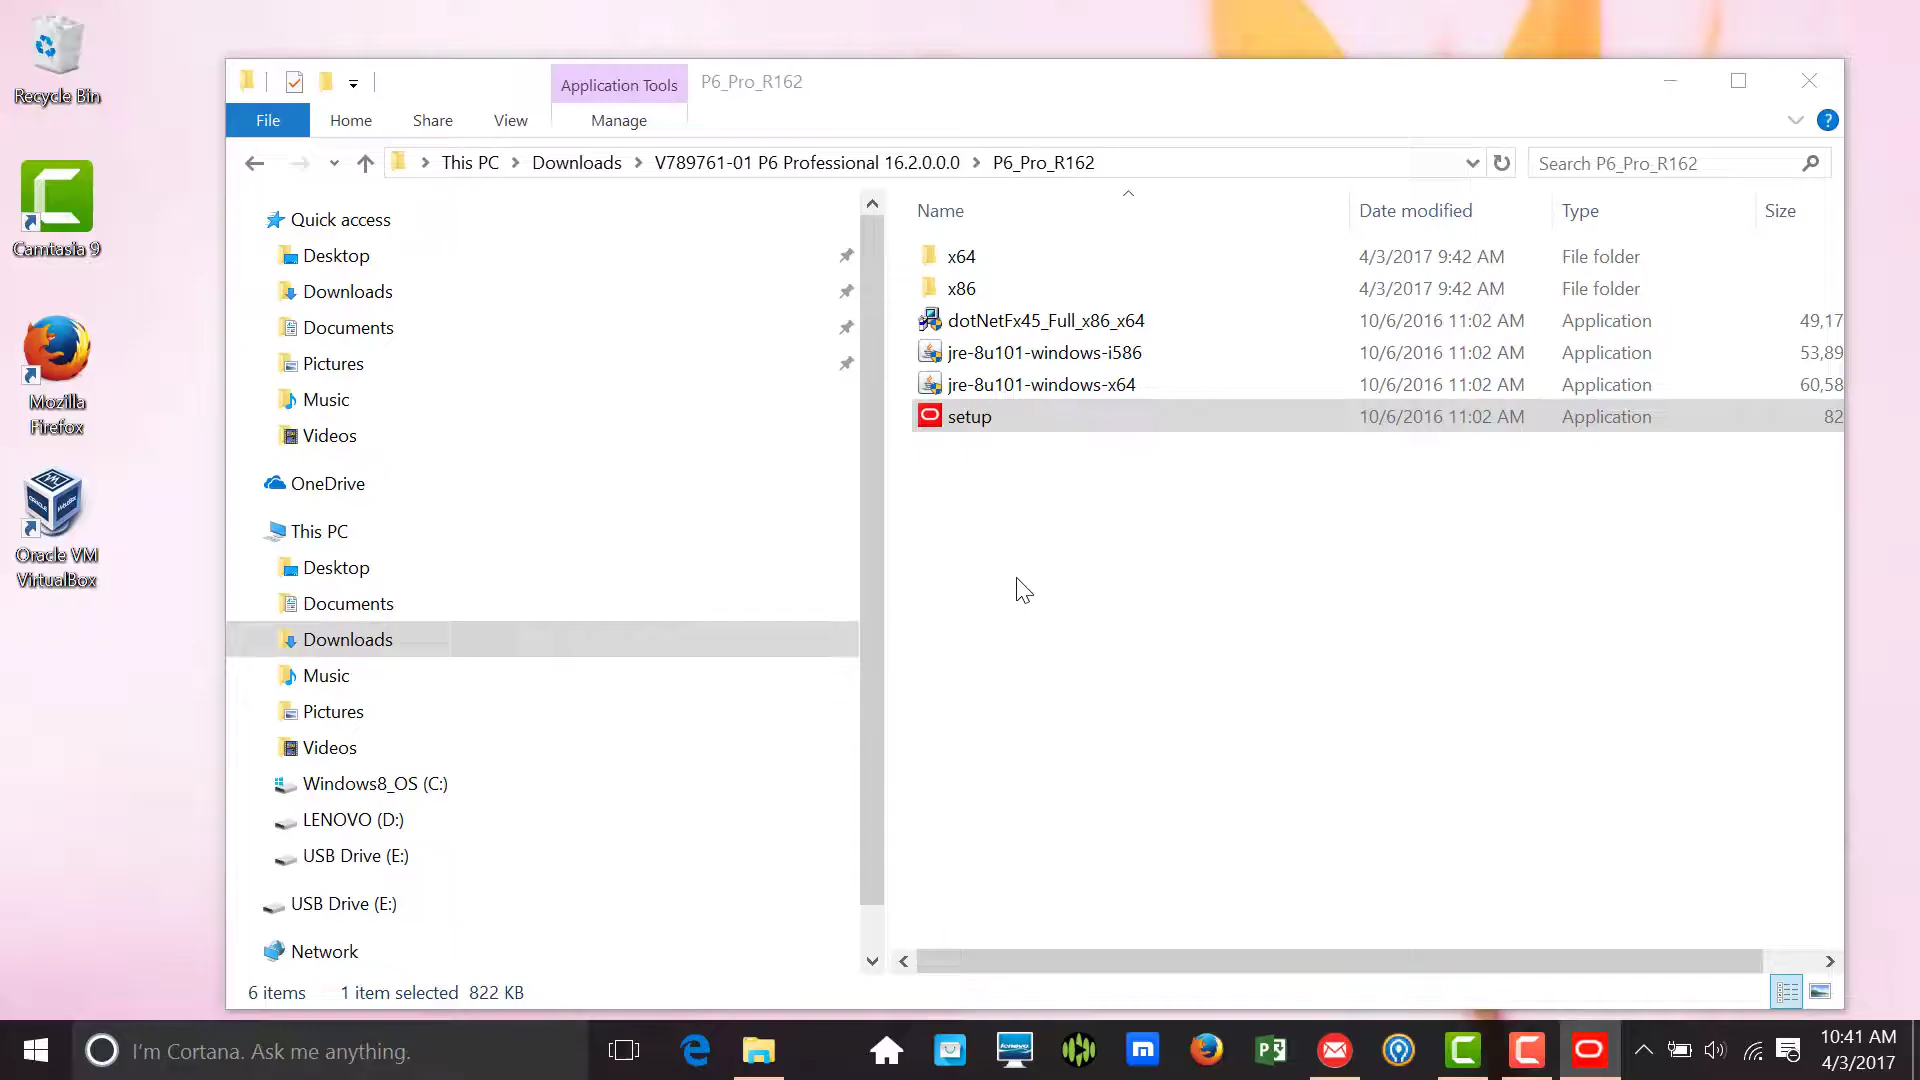 Recycle Bin
Camtasia 9
Mozilla
Firefox
Oracle VM
VirtualBox
Application Tools
P6_Pro_R162
File
Home
Share
View
Manage
This PC
Downloads
V789761-01 P6 Professional 16.2.0.0.0
P6_Pro_R162
Search P6_Pro_R162
Quick access
Desktop
Downloads
Documents
Pictures
Music
Videos
OneDrive
This PC
Desktop
Documents
Downloads
Music
Pictures
Videos
Windows8_OS (C:)
LENOVO (D:)
USB Drive (E:)
USB Drive (E:)
Network
Name Date modified Type Size
x64 4/3/2017 9:42 AM File folder
x86 4/3/2017 9:42 AM File folder
dotNetFx45_Full_x86_x64 10/6/2016 11:02 AM Application 49,17
jre-8u101-windows-i586 10/6/2016 11:02 AM Application 53,89
jre-8u101-windows-x64 10/6/2016 11:02 AM Application 60,58
setup 10/6/2016 11:02 AM Application 82
6 items 1 item selected 822 KB
I'm Cortana. Ask me anything.
10:41 AM
4/3/2017